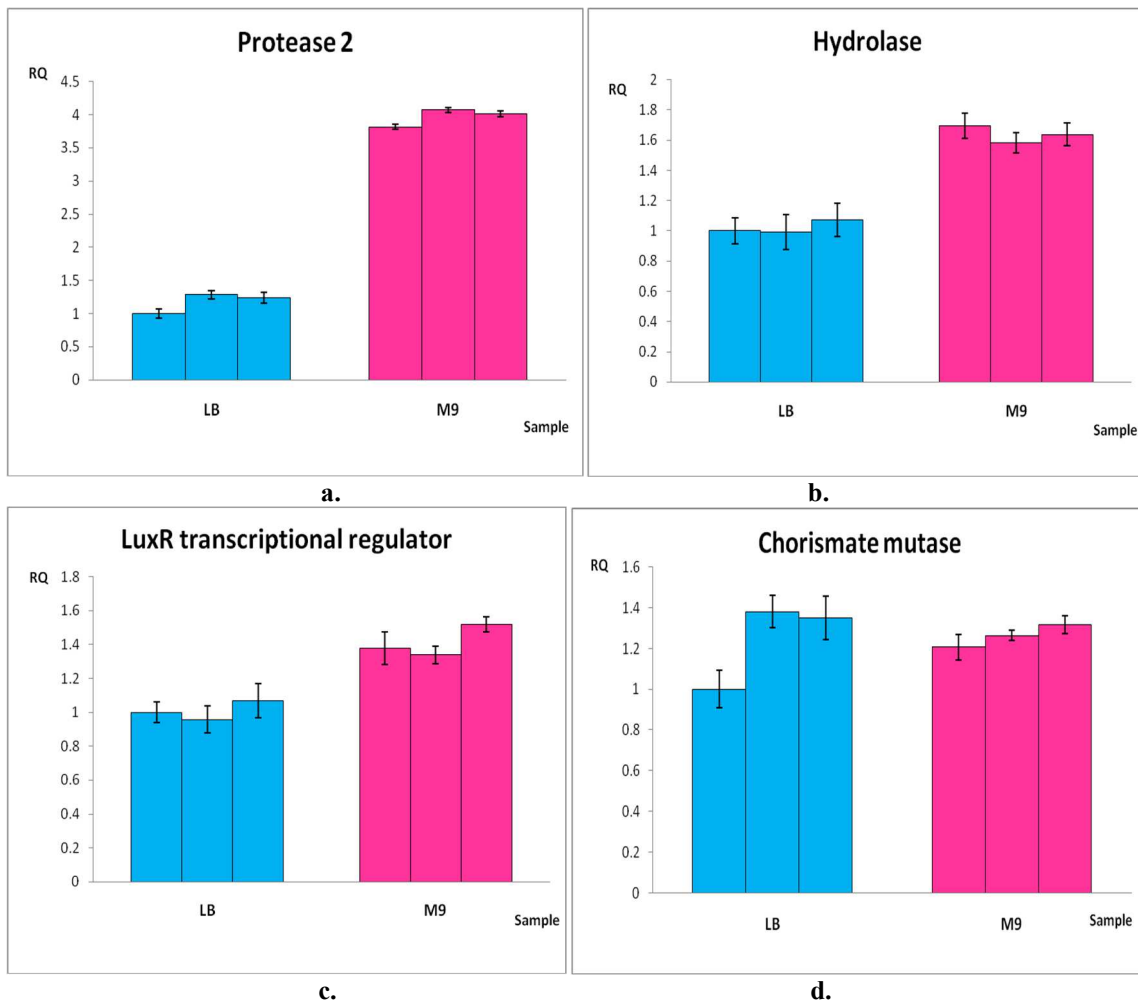 Protease 2
RQ
4.5
4
3.5
3
2.5
2
1.5
1
0.5
0
LB
M9
Sample
a.
Hydrolase
RQ
2
1.8
1.6
1.4
1.2
1
0.8
0.6
0.4
0.2
0
LB
M9
Sample
b.
LuxR transcriptional regulator
RQ
1.8
1.6
1.4
1.2
1
0.8
0.6
0.4
0.2
0
LB
M9
Sample
c.
Chorismate mutase
RQ
1.6
1.4
1.2
1
0.8
0.6
0.4
0.2
0
LB
M9
Sample
d.